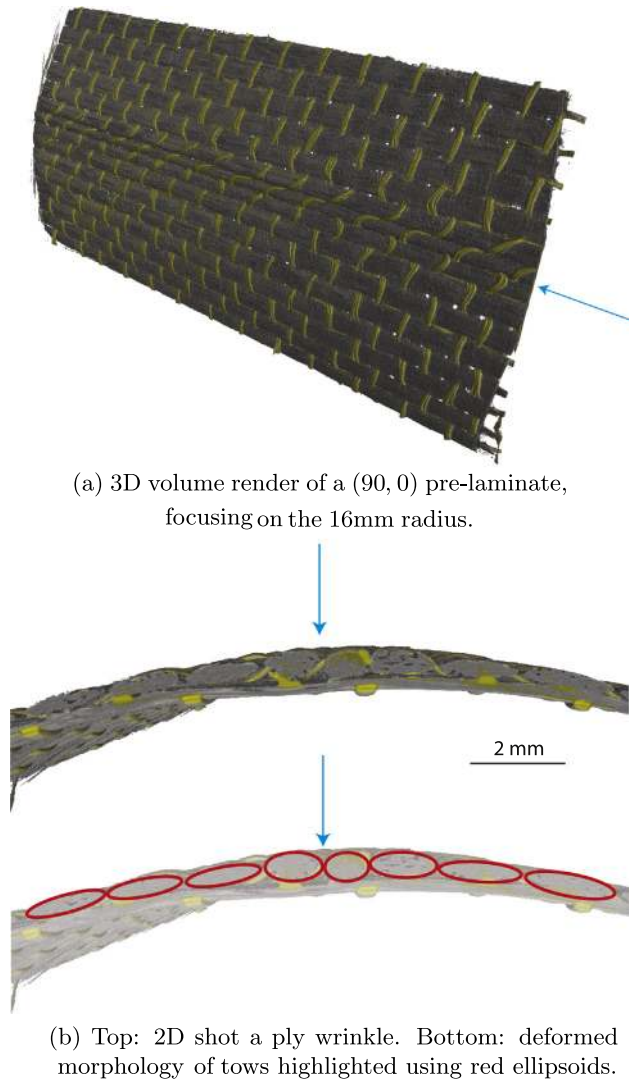 (a) 3D volume render of a (90, 0) pre-laminate,
focusing on the 16mm radius.
2 mm
(b) Top: 2D shot a ply wrinkle. Bottom: deformed
morphology of tows highlighted using red ellipsoids.